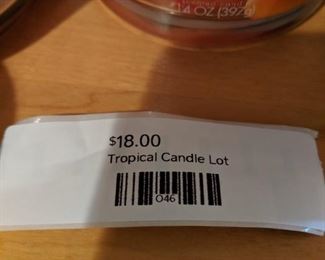 14 OZ (397g)
$18.00
Tropical Candle Lot
046